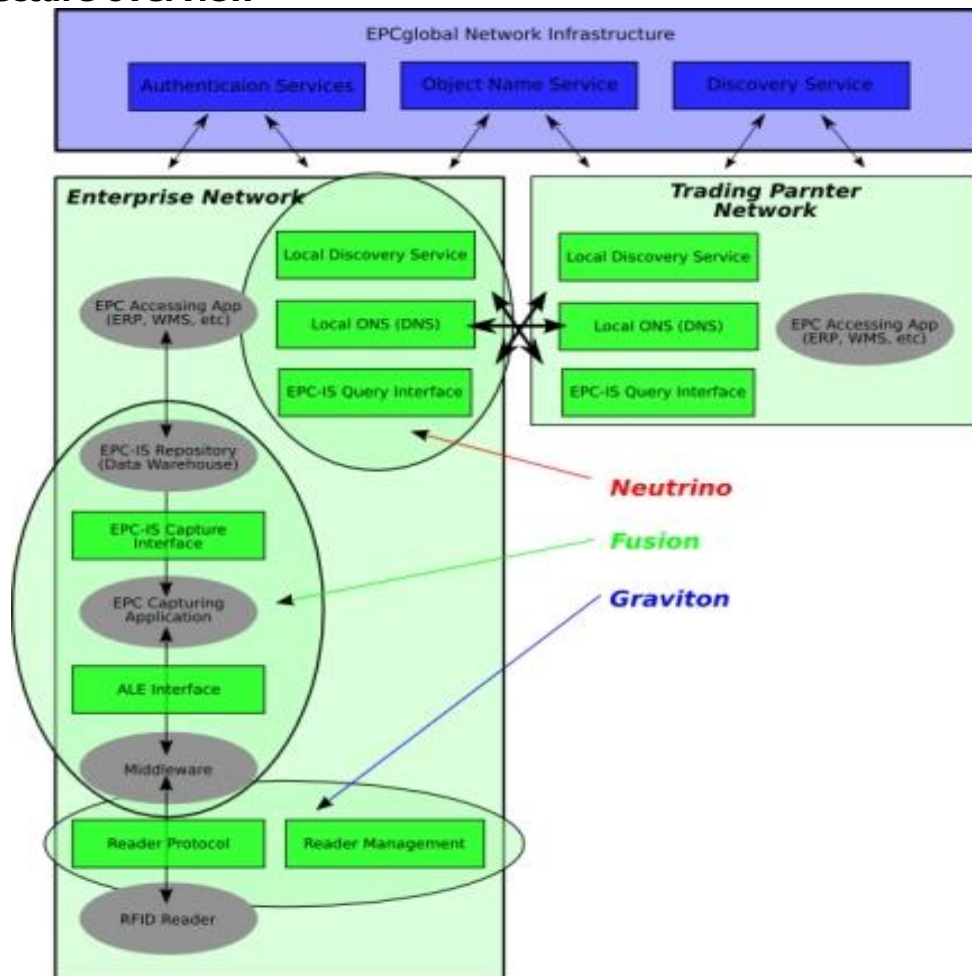 EPCglobal Network Infrastructure
Authenticaion Services
Object Name Service
Discovery Service
Enterprise Network
Local Discovery Service
EPC Accessing App
(ERP, WMS, etc)
Local ONS (DNS)
EPC-IS Query Interface
Trading Parnter
Network
Local Discovery Service
Local ONS (DNS)
EPC Accessing App
(ERP, WMS, etc)
EPC-IS Query Interface
EPC-IS Repository
(Data Warehouse)
Neutrino
EPC-IS Capture
Interface
Fusion
EPC Capturing
Application
Graviton
ALE Interface
Middleware
Reader Protocol
Reader Management
RFID Reader